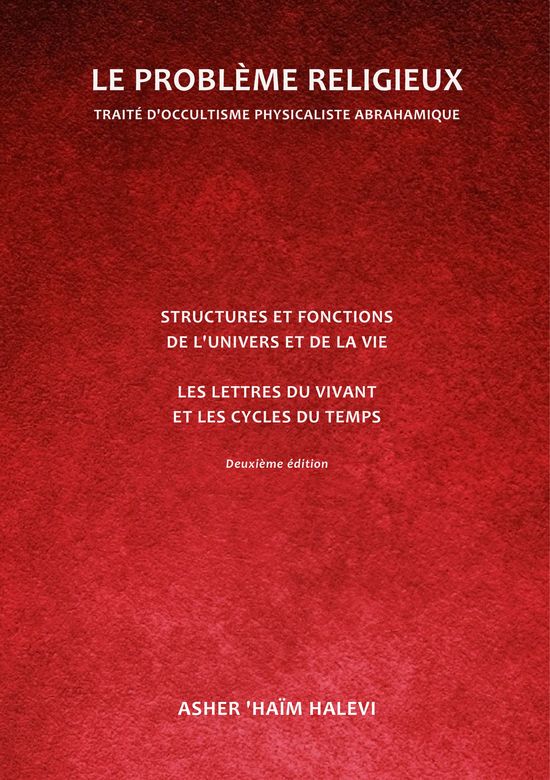 LE PROBLÈME RELIGIEUX
TRAITÉ D'OCCULTISME PHYSICALISTE ABRAHAMIQUE
STRUCTURES ET FONCTIONS
DE L'UNIVERS ET DE LA VIE
LES LETTRES DU VIVANT
ET LES CYCLES DU TEMPS
Deuxième édition
ASHER 'HAÏM HALEVI